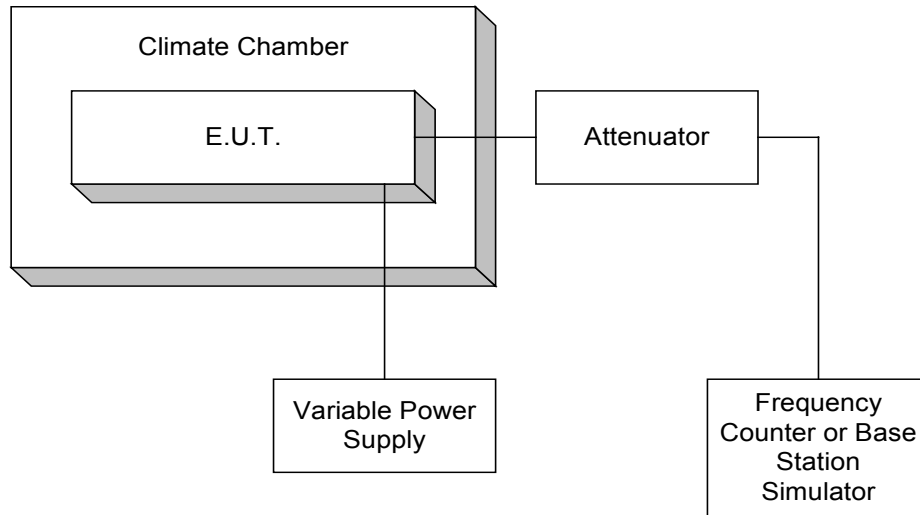 Climate Chamber
E.U.T.
Attenuator
Variable Power
Supply
Frequency
Counter or Base
Station
Simulator